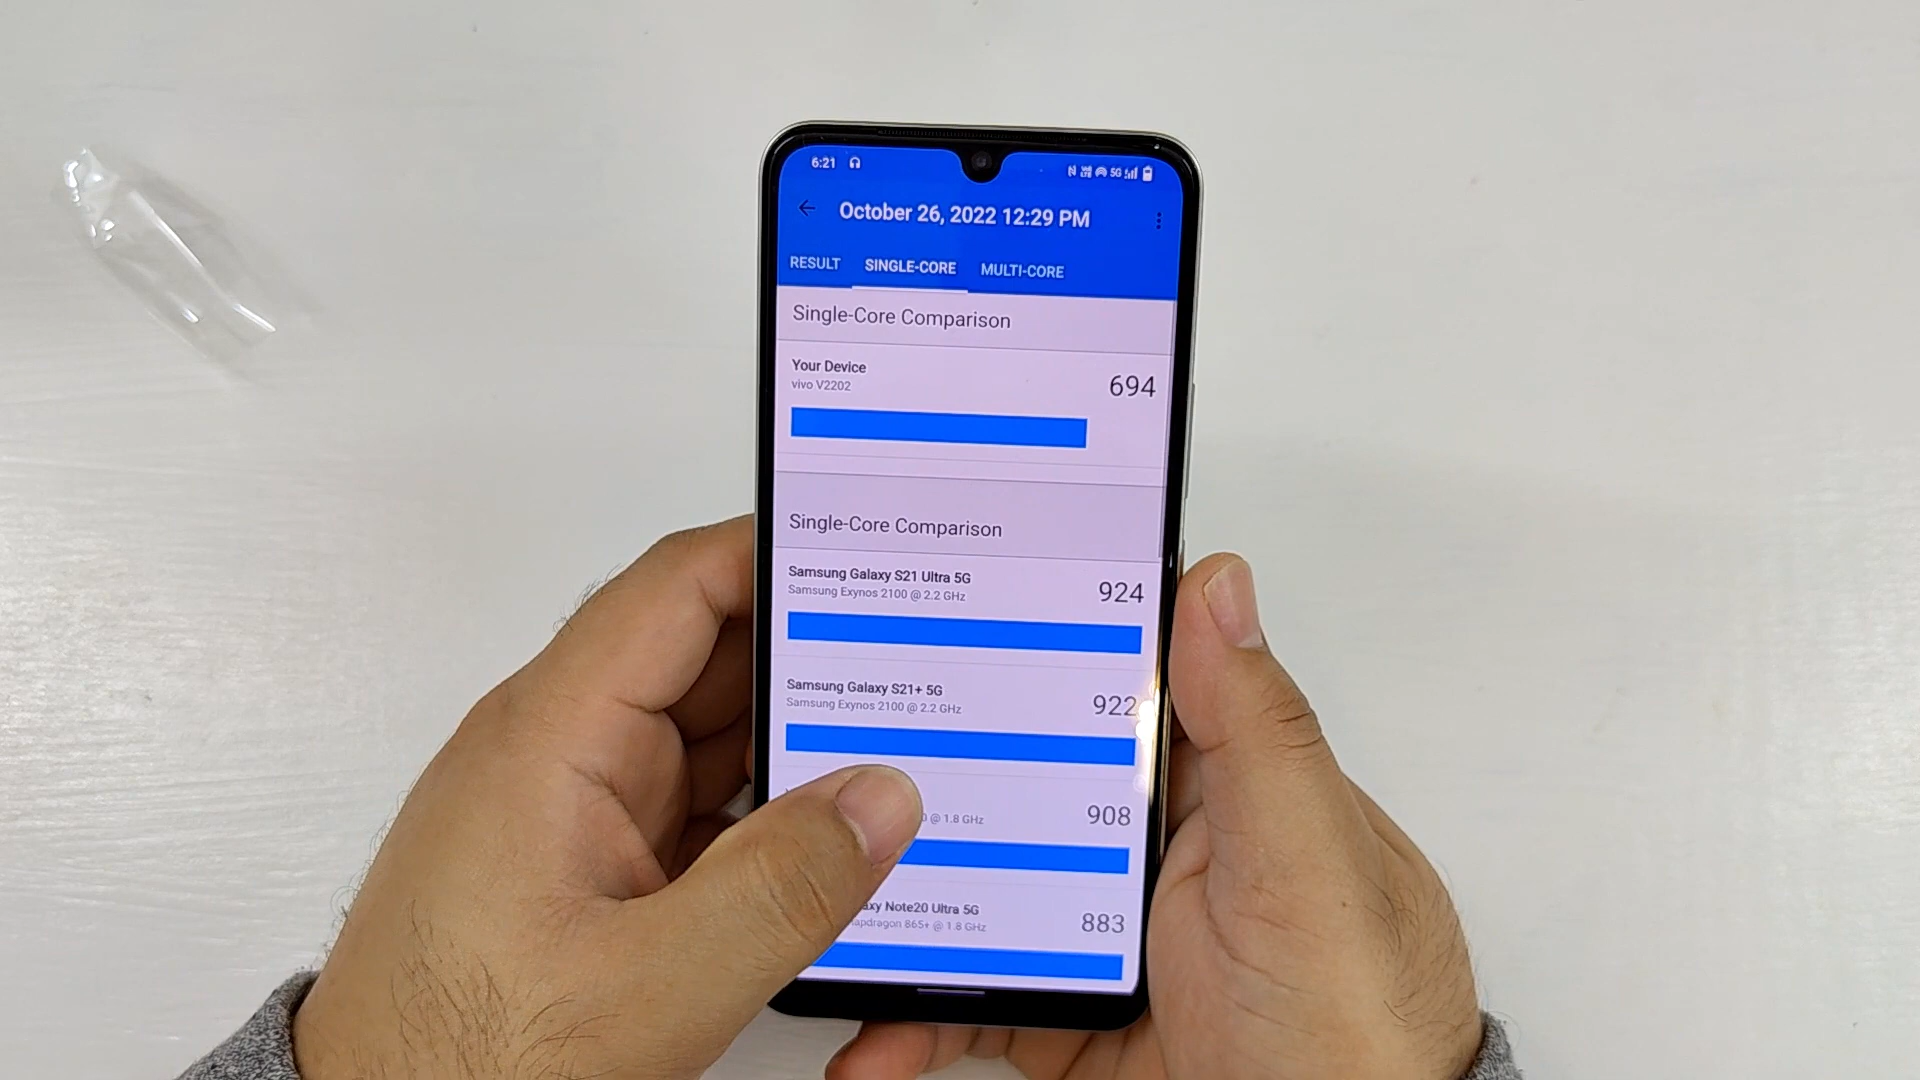 6:21 5G
October 26, 2022 12:29 PM
RESULT SINGLE-CORE MULTI-CORE
Single-Core Comparison
Your Device
vivo V2202
694
Single-Core Comparison
Samsung Galaxy S21 Ultra 5G
Samsung Exynos 2100 @ 2.2 GHz
924
Samsung Galaxy S21+ 5G
Samsung Exynos 2100 @ 2.2 GHz
922
@ 1.8 GHz
908
Note20 Ultra 5G
865+ @ 1.8 GHz
883